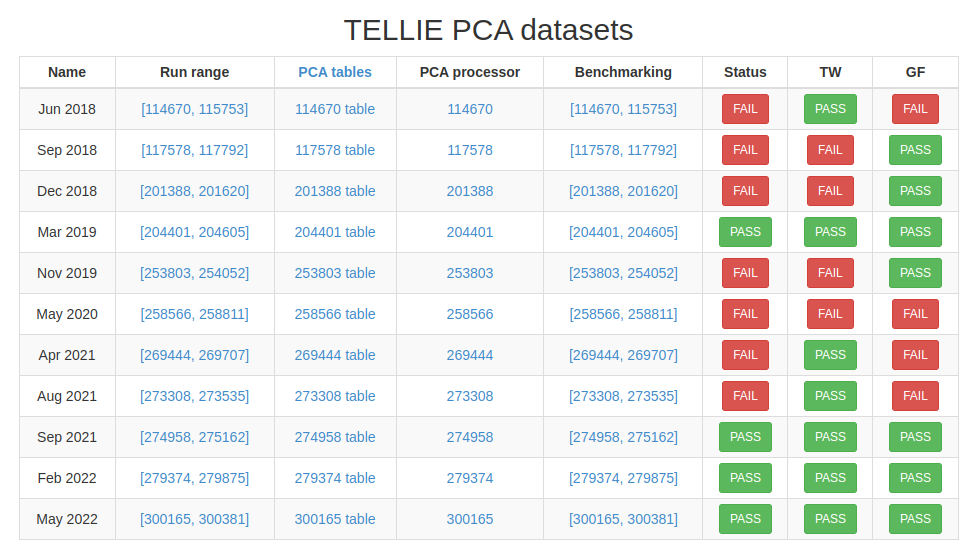 TELLIE PCA datasets
Name Run range PCA tables PCA processor Benchmarking Status TW GF
Jun 2018 [114670, 115753] 114670 table 114670 [114670, 115753] FAIL PASS FAIL
Sep 2018 [117578, 117792] 117578 table 117578 [117578, 117792] FAIL FAIL PASS
Dec 2018 [201388, 201620] 201388 table 201388 [201388, 201620] FAIL FAIL PASS
Mar 2019 [204401, 204605] 204401 table 204401 [204401, 204605] PASS PASS PASS
Nov 2019 [253803, 254052] 253803 table 253803 [253803, 254052] FAIL FAIL PASS
May 2020 [258566, 258811] 258566 table 258566 [258566, 258811] FAIL FAIL FAIL
Apr 2021 [269444, 269707] 269444 table 269444 [269444, 269707] FAIL PASS FAIL
Aug 2021 [273308, 273535] 273308 table 273308 [273308, 273535] FAIL PASS FAIL
Sep 2021 [274958, 275162] 274958 table 274958 [274958, 275162] PASS PASS PASS
Feb 2022 [279374, 279875] 279374 table 279374 [279374, 279875] PASS PASS PASS
May 2022 [300165, 300381] 300165 table 300165 [300165, 300381] PASS PASS PASS